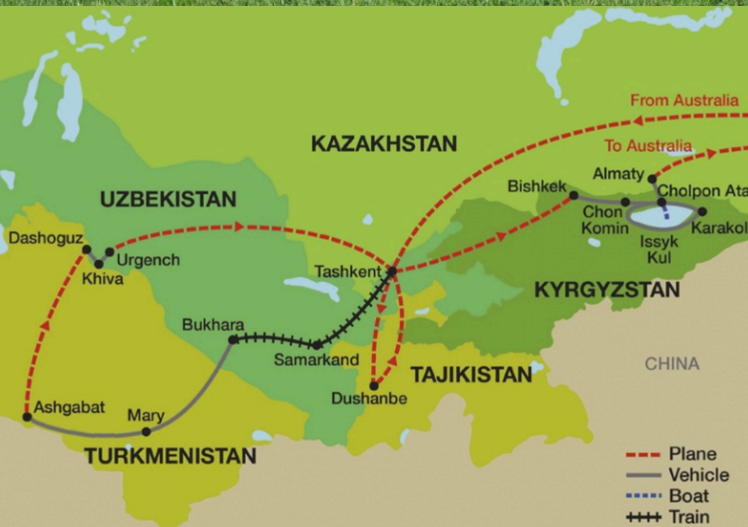 From Australia
KAZAKHSTAN
To Australia
Almaty
Bishkek
Cholpon Ata
UZBEKISTAN
Chon
Komin
Karakol
Dashoguz
Urgench
Issyk
Kul
Khiva
Tashkent
KYRGYZSTAN
Bukhara
Samarkand
CHINA
TAJIKISTAN
Dushanbe
Ashgabat
Mary
TURKMENISTAN
Plane
Vehicle
Boat
Train